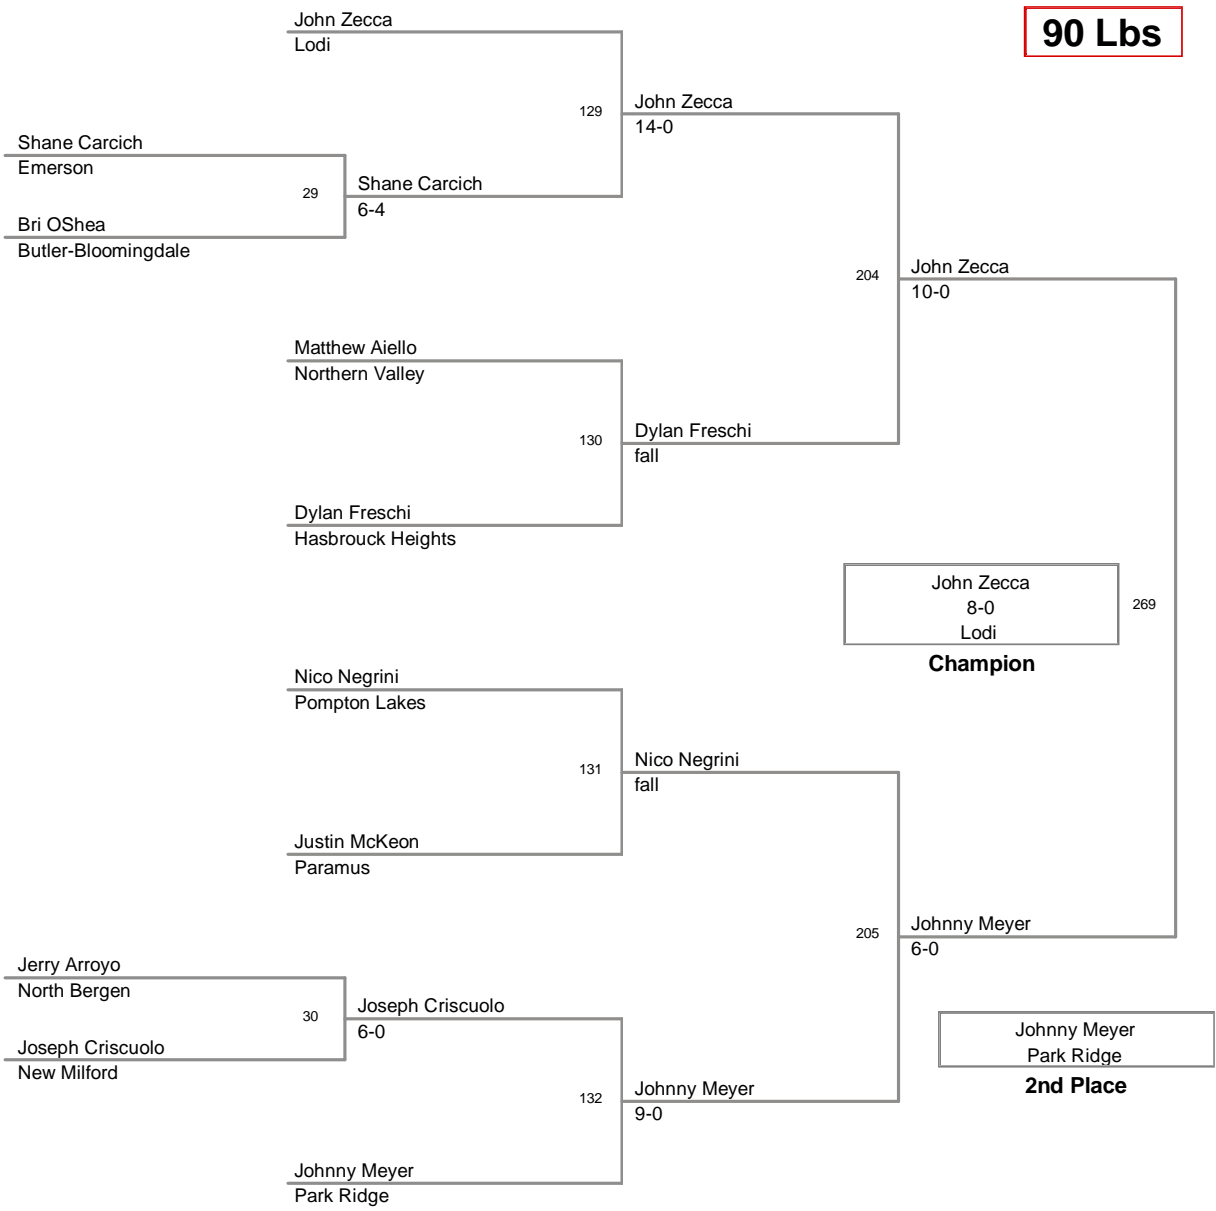 John Zecca
Lodi
90 Lbs
129
John Zecca
14-0
Shane Carcich
Emerson
29
Shane Carcich
6-4
Bri OShea
Butler-Bloomingdale
204
John Zecca
10-0
Matthew Aiello
Northern Valley
130
Dylan Freschi
fall
Dylan Freschi
Hasbrouck Heights
John Zecca
8-0
Lodi
269
Champion
Nico Negrini
Pompton Lakes
131
Nico Negrini
fall
Justin McKeon
Paramus
205
Johnny Meyer
6-0
Jerry Arroyo
North Bergen
30
Joseph Criscuolo
6-0
Joseph Criscuolo
New Milford
Johnny Meyer
Park Ridge
2nd Place
132
Johnny Meyer
9-0
Johnny Meyer
Park Ridge